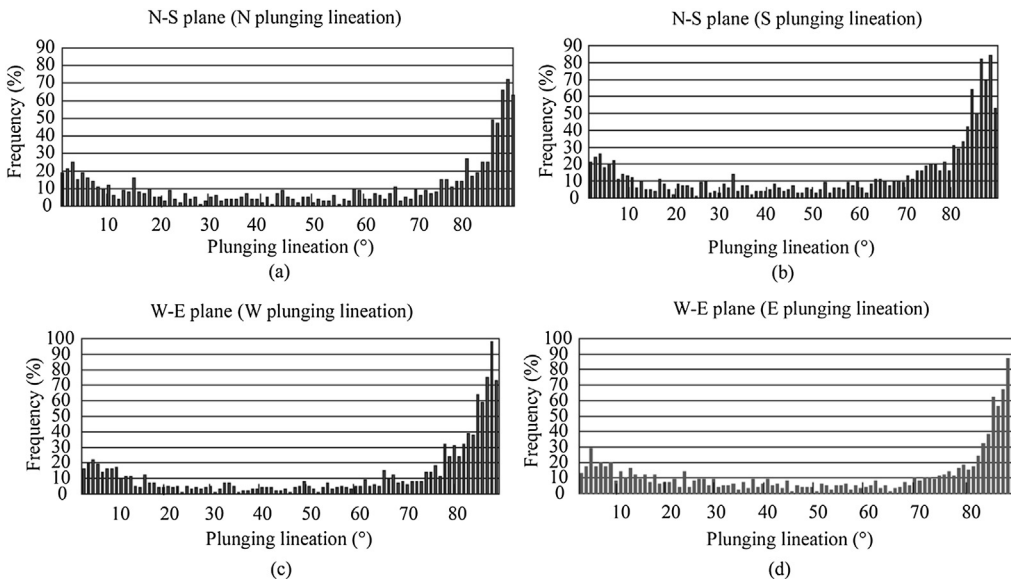 N-S plane (N plunging lineation)
Frequency (%)
90
80
70
60
50
40
30
20
10
0
10 20 30 40 50 60 70 80
Plunging lineation (°)
(a)
N-S plane (S plunging lineation)
Frequency (%)
90
80
70
60
50
40
30
20
10
0
10 20 30 40 50 60 70 80
Plunging lineation (°)
(b)
W-E plane (W plunging lineation)
Frequency (%)
100
90
80
70
60
50
40
30
20
10
0
10 20 30 40 50 60 70 80
Plunging lineation (°)
(c)
W-E plane (E plunging lineation)
Frequency (%)
100
90
80
70
60
50
40
30
20
10
0
10 20 30 40 50 60 70 80
Plunging lineation (°)
(d)